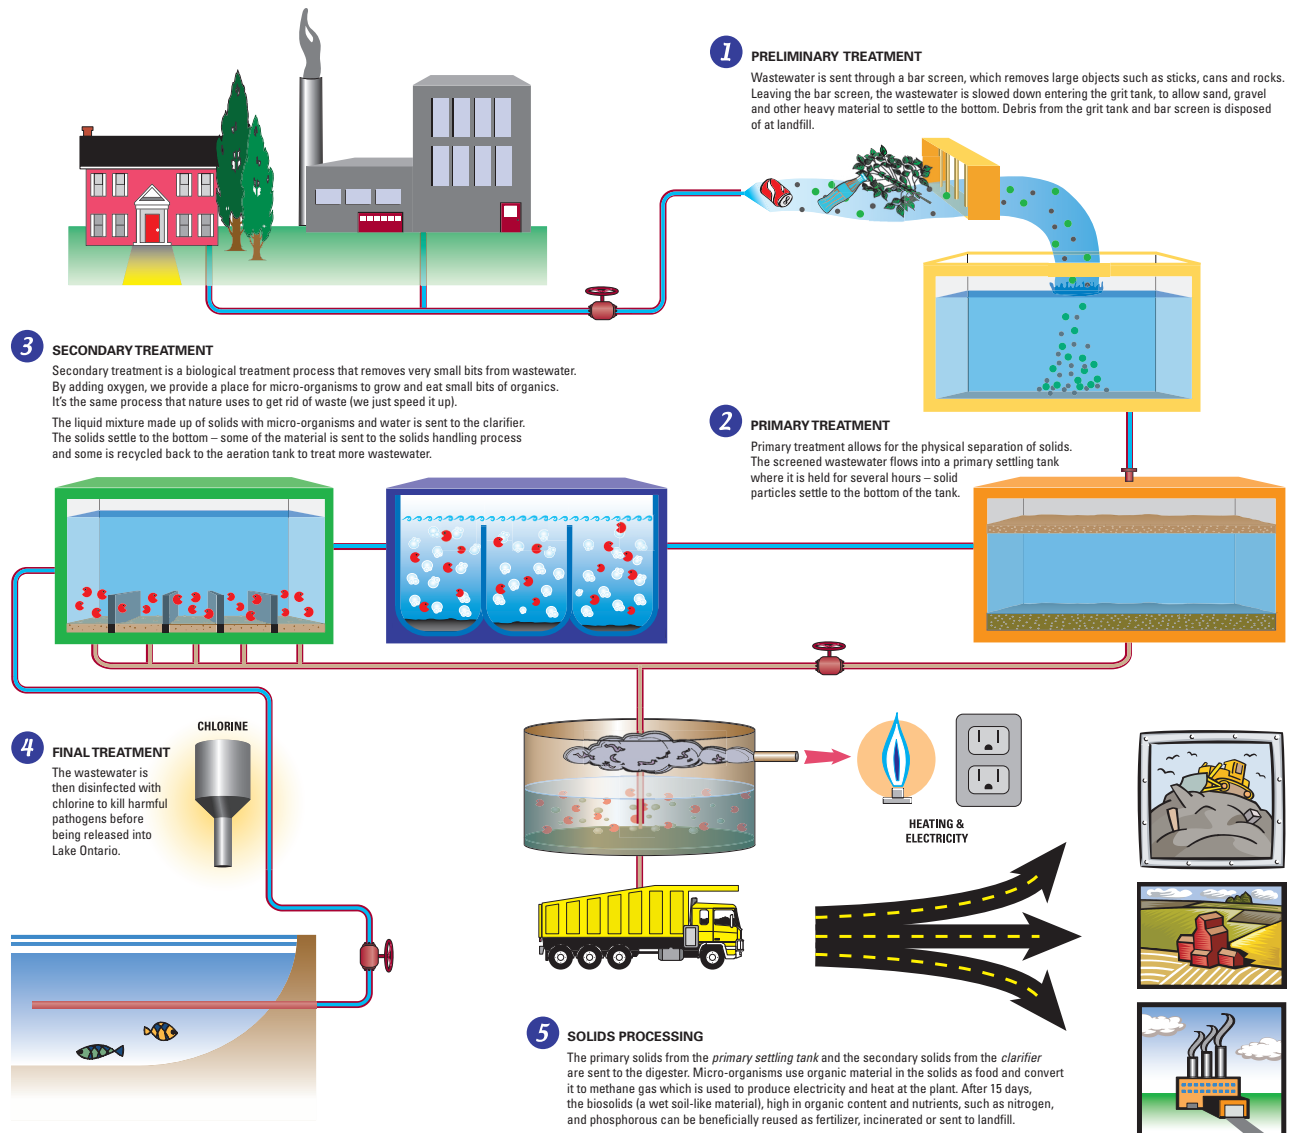 1 PRELIMINARY TREATMENT
Wastewater is sent through a bar screen, which removes large objects such as sticks, cans and rocks.
Leaving the bar screen, the wastewater is slowed down entering the grit tank, to allow sand, gravel
and other heavy material to settle to the bottom. Debris from the grit tank and bar screen is disposed
of at landfill.
2 PRIMARY TREATMENT
Primary treatment allows for the physical separation of solids.
The screened wastewater flows into a primary settling tank
where it is held for several hours – solid
particles settle to the bottom of the tank.
3 SECONDARY TREATMENT
Secondary treatment is a biological treatment process that removes very small bits from wastewater.
By adding oxygen, we provide a place for micro-organisms to grow and eat small bits of organics.
It's the same process that nature uses to get rid of waste (we just speed it up).
The liquid mixture made up of solids with micro-organisms and water is sent to the clarifier.
The solids settle to the bottom – some of the material is sent to the solids handling process
and some is recycled back to the aeration tank to treat more wastewater.
4 FINAL TREATMENT
The wastewater is
then disinfected with
chlorine to kill harmful
pathogens before
being released into
Lake Ontario.
CHLORINE
HEATING &
ELECTRICITY
5 SOLIDS PROCESSING
The primary solids from the primary settling tank and the secondary solids from the clarifier
are sent to the digester. Micro-organisms use organic material in the solids as food and convert
it to methane gas which is used to produce electricity and heat at the plant. After 15 days,
the biosolids (a wet soil-like material), high in organic content and nutrients, such as nitrogen,
and phosphorous can be beneficially reused as fertilizer, incinerated or sent to landfill.